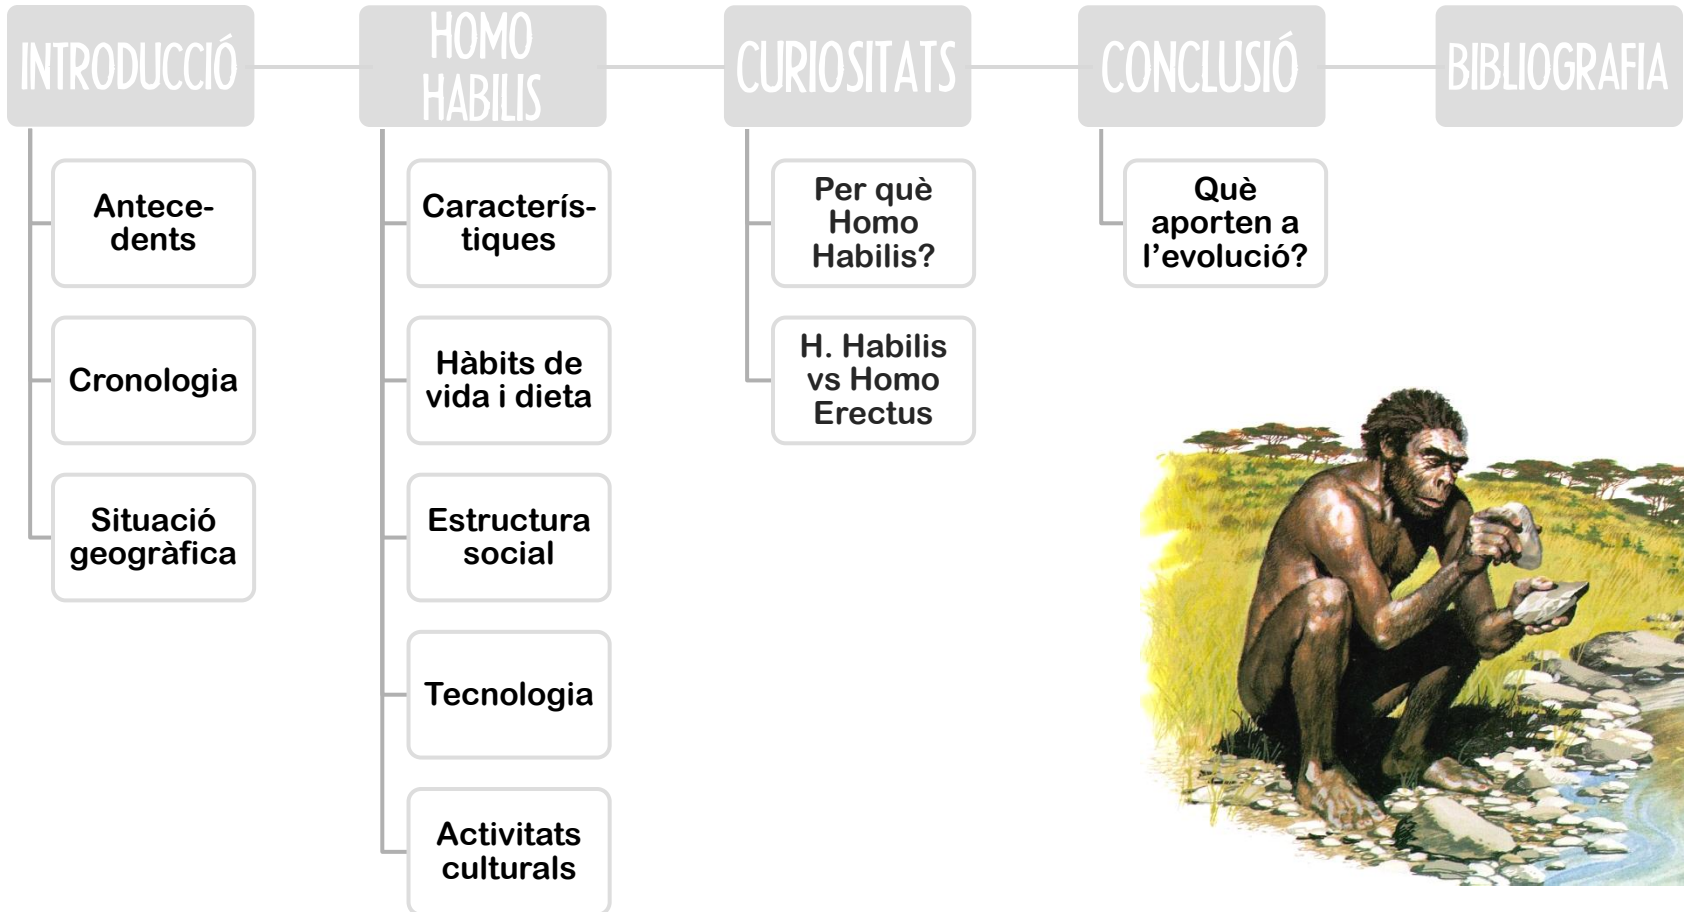 INTRODUCCIÓ
Antece-
dents
Cronologia
Situació
geogràfica
HOMO
HABILIS
Caracterís-
tiques
Hàbits de
vida i dieta
Estructura
social
Tecnologia
Activitats
culturals
CURIOSITATS
Per què
Homo
Habilis?
H. Habilis
vs Homo
Erectus
CONCLUSIÓ
Què
aporten a
l’evolució?
BIBLIOGRAFIA